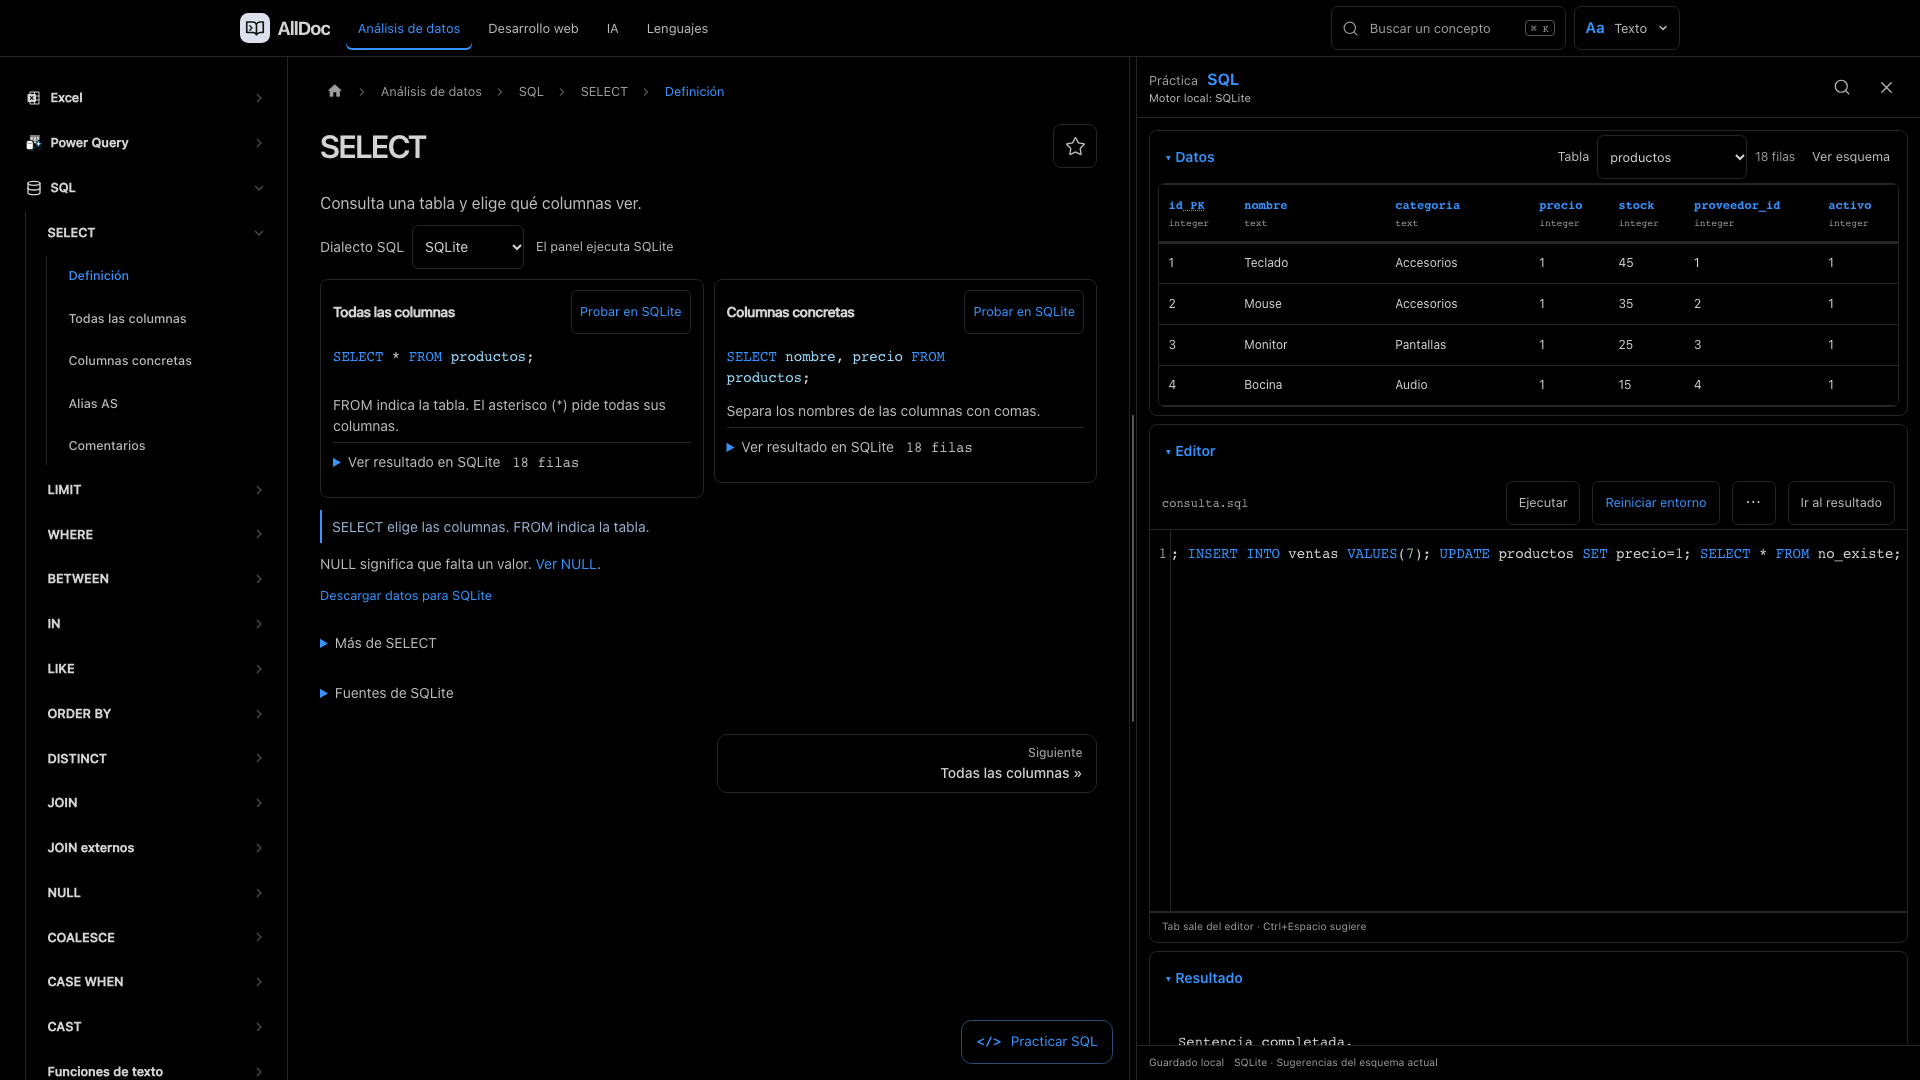 AllDoc
Análisis de datos
Desarrollo web
IA
Lenguajes
Buscar un concepto
⌘ K
Aa Texto
Excel
Power Query
SQL
SELECT
Definición
Todas las columnas
Columnas concretas
Alias AS
Comentarios
LIMIT
WHERE
BETWEEN
IN
LIKE
ORDER BY
DISTINCT
JOIN
JOIN externos
NULL
COALESCE
CASE WHEN
CAST
Funciones de texto
Análisis de datos > SQL > SELECT > Definición
SELECT
Consulta una tabla y elige qué columnas ver.
Dialecto SQL SQLite El panel ejecuta SQLite
Todas las columnas
Probar en SQLite
SELECT * FROM productos;
FROM indica la tabla. El asterisco (*) pide todas sus
columnas.
Ver resultado en SQLite 18 filas
Columnas concretas
Probar en SQLite
SELECT nombre, precio FROM
productos;
Separa los nombres de las columnas con comas.
Ver resultado en SQLite 18 filas
SELECT elige las columnas. FROM indica la tabla.
NULL significa que falta un valor. Ver NULL.
Descargar datos para SQLite
Más de SELECT
Fuentes de SQLite
Siguiente
Todas las columnas »
</> Practicar SQL
Práctica SQL
Motor local: SQLite
Datos
Tabla productos 18 filas Ver esquema
id PK nombre categoria precio stock proveedor_id activo
integer text text integer integer integer integer
1 Teclado Accesorios 1 45 1 1
2 Mouse Accesorios 1 35 2 1
3 Monitor Pantallas 1 25 3 1
4 Bocina Audio 1 15 4 1
Editor
consulta.sql
Ejecutar
Reiniciar entorno
···
Ir al resultado
1 ; INSERT INTO ventas VALUES(7); UPDATE productos SET precio=1; SELECT * FROM no_existe;
Tab sale del editor · Ctrl+Espacio sugiere
Resultado
Sentencia completada.
Guardado local SQLite · Sugerencias del esquema actual